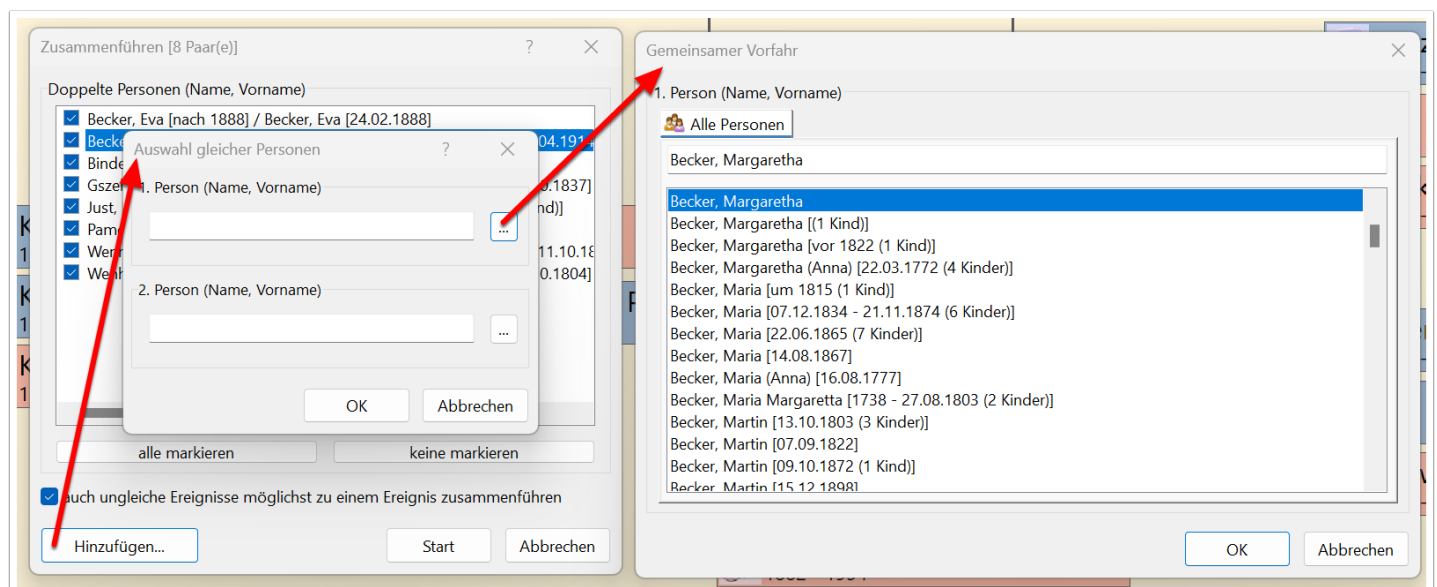 Zusammenführen [8 Paar(e)]
Doppelte Personen (Name, Vorname)
Becker, Eva [nach 1888] / Becker, Eva [24.02.1888]
Just,
Auswahl gleicher Personen
1. Person (Name, Vorname)
...
2. Person (Name, Vorname)
...
OK
Abbrechen
alle markieren
keine markieren
auch ungleiche Ereignisse möglichst zu einem Ereignis zusammenführen
Hinzufügen...
Start
Abbrechen
Gemeinsamer Vorfahr
1. Person (Name, Vorname)
Alle Personen
Becker, Margaretha
Becker, Margaretha
Becker, Margaretha [(1 Kind)]
Becker, Margaretha [vor 1822 (1 Kind)]
Becker, Margaretha (Anna) [22.03.1772 (4 Kinder)]
Becker, Maria [um 1815 (1 Kind)]
Becker, Maria [07.12.1834 - 21.11.1874 (6 Kinder)]
Becker, Maria [22.06.1865 (7 Kinder)]
Becker, Maria [14.08.1867]
Becker, Maria (Anna) [16.08.1777]
Becker, Maria Margaretta [1738 - 27.08.1803 (2 Kinder)]
Becker, Martin [13.10.1803 (3 Kinder)]
Becker, Martin [07.09.1822]
Becker, Martin [09.10.1872 (1 Kind)]
Becker, Martin [15.12.1898]
OK
Abbrechen